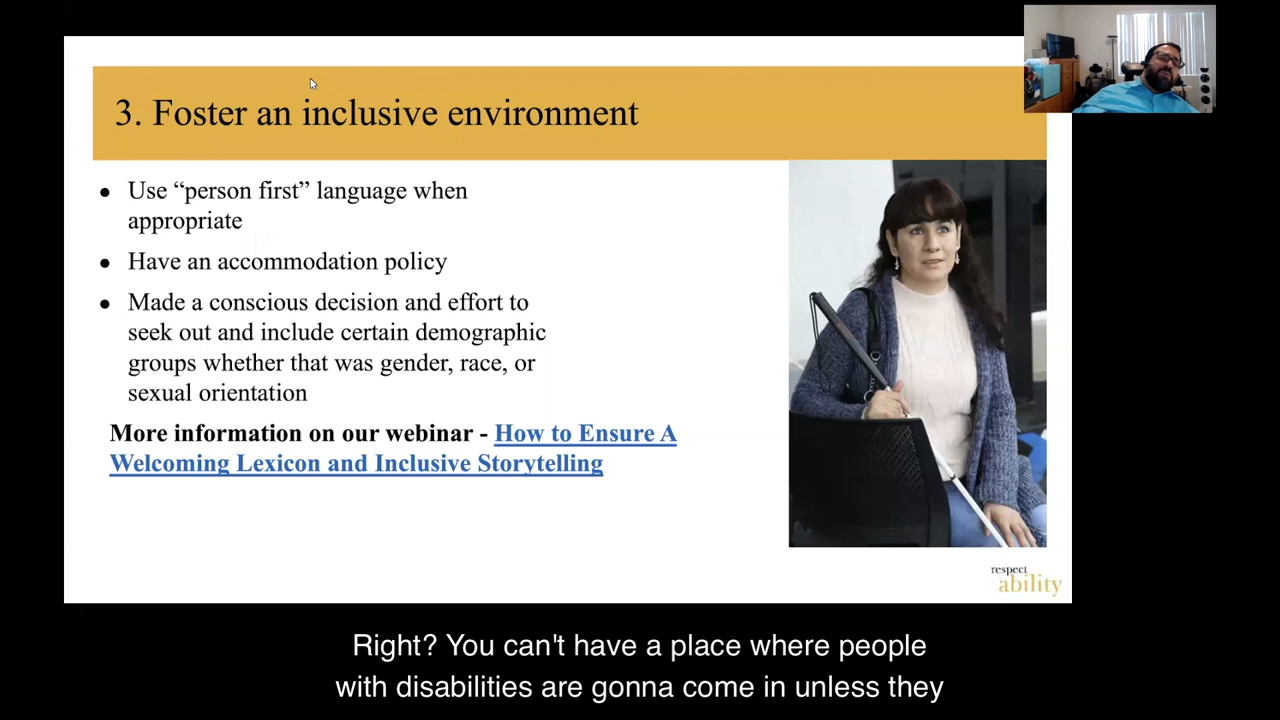 3. Foster an inclusive environment
● Use “person first” language when
appropriate
● Have an accommodation policy
● Made a conscious decision and effort to
seek out and include certain demographic
groups whether that was gender, race, or
sexual orientation
More information on our webinar - How to Ensure A
Welcoming Lexicon and Inclusive Storytelling
respect
ability
Right? You can't have a place where people
with disabilities are gonna come in unless they